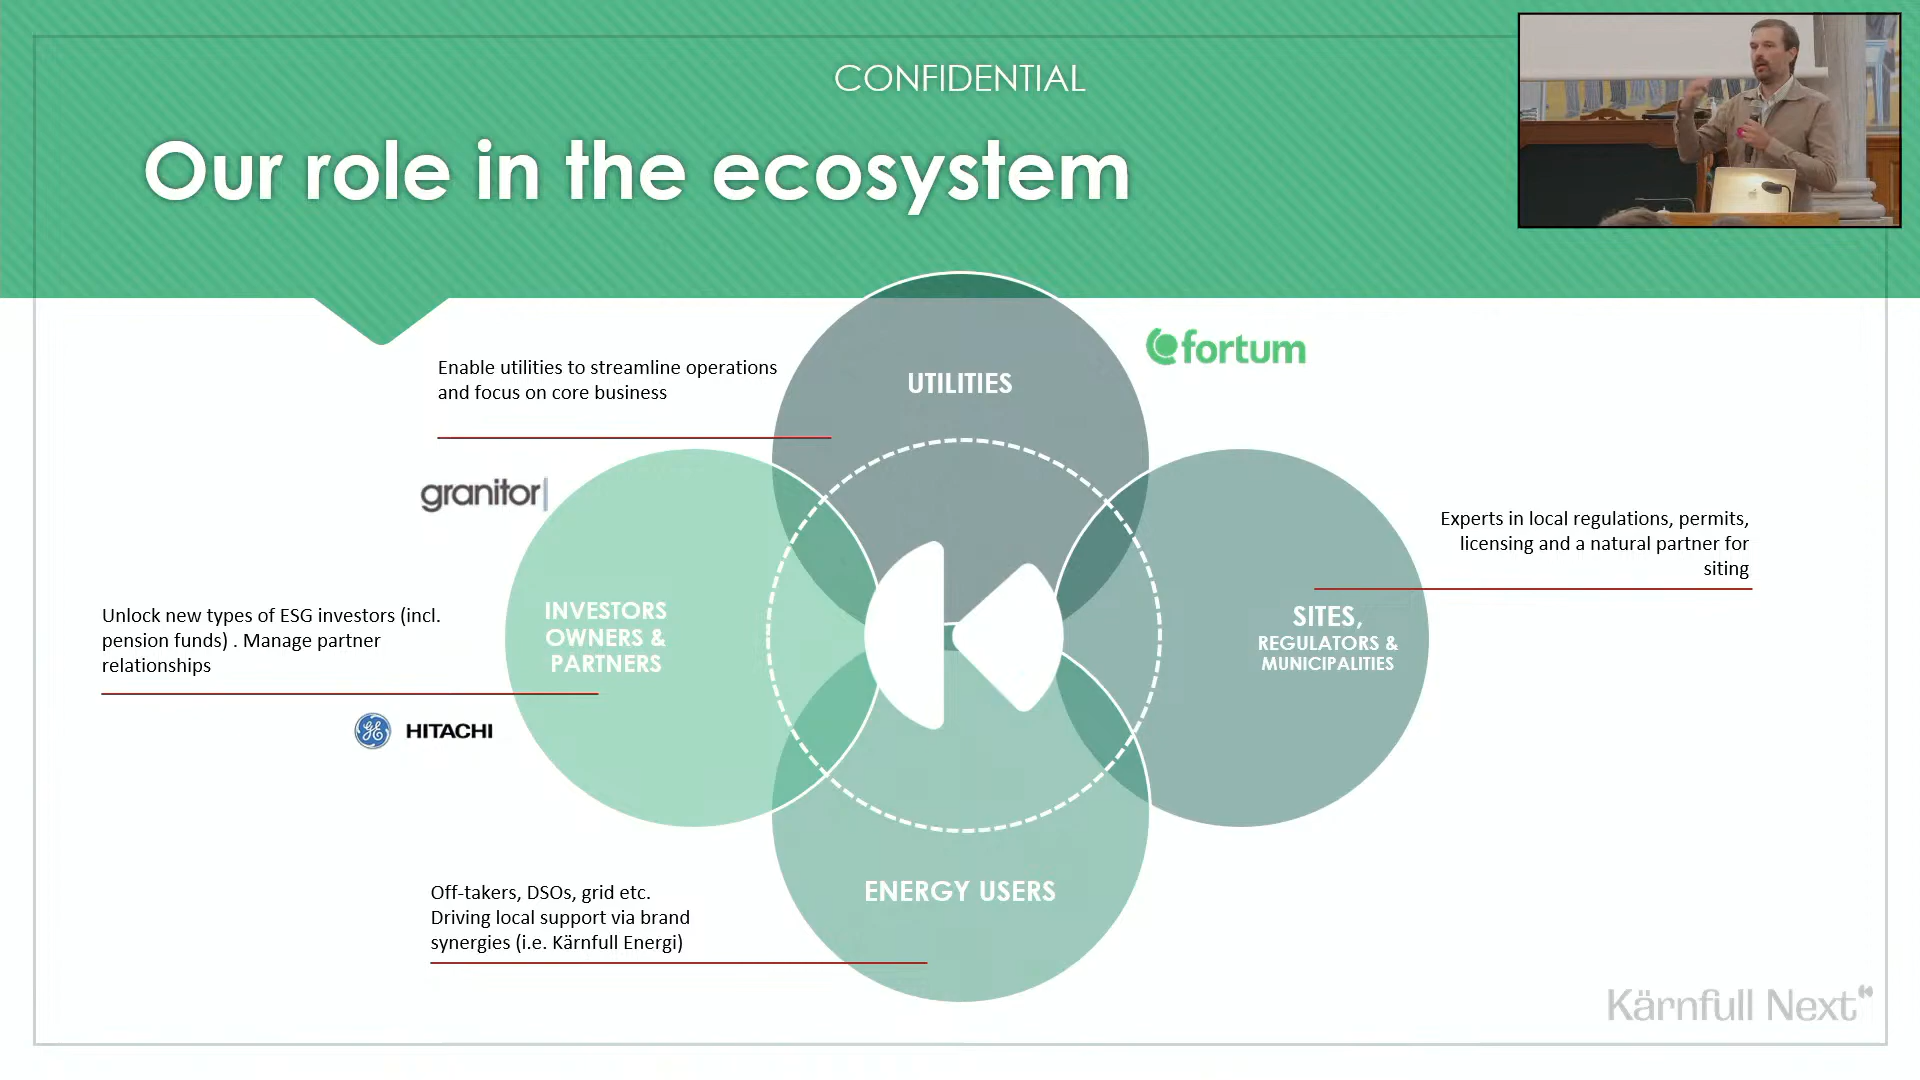 CONFIDENTIAL
Our role in the ecosystem
Enable utilities to streamline operations
and focus on core business
UTILITIES
fortum
granitor
Experts in local regulations, permits,
licensing and a natural partner for
siting
Unlock new types of ESG investors (incl.
pension funds) . Manage partner
relationships
INVESTORS
OWNERS &
PARTNERS
SITES,
REGULATORS &
MUNICIPALITIES
GE HITACHI
Off-takers, DSOs, grid etc.
Driving local support via brand
synergies (i.e. Kärnfull Energi)
ENERGY USERS
Kärnfull Next